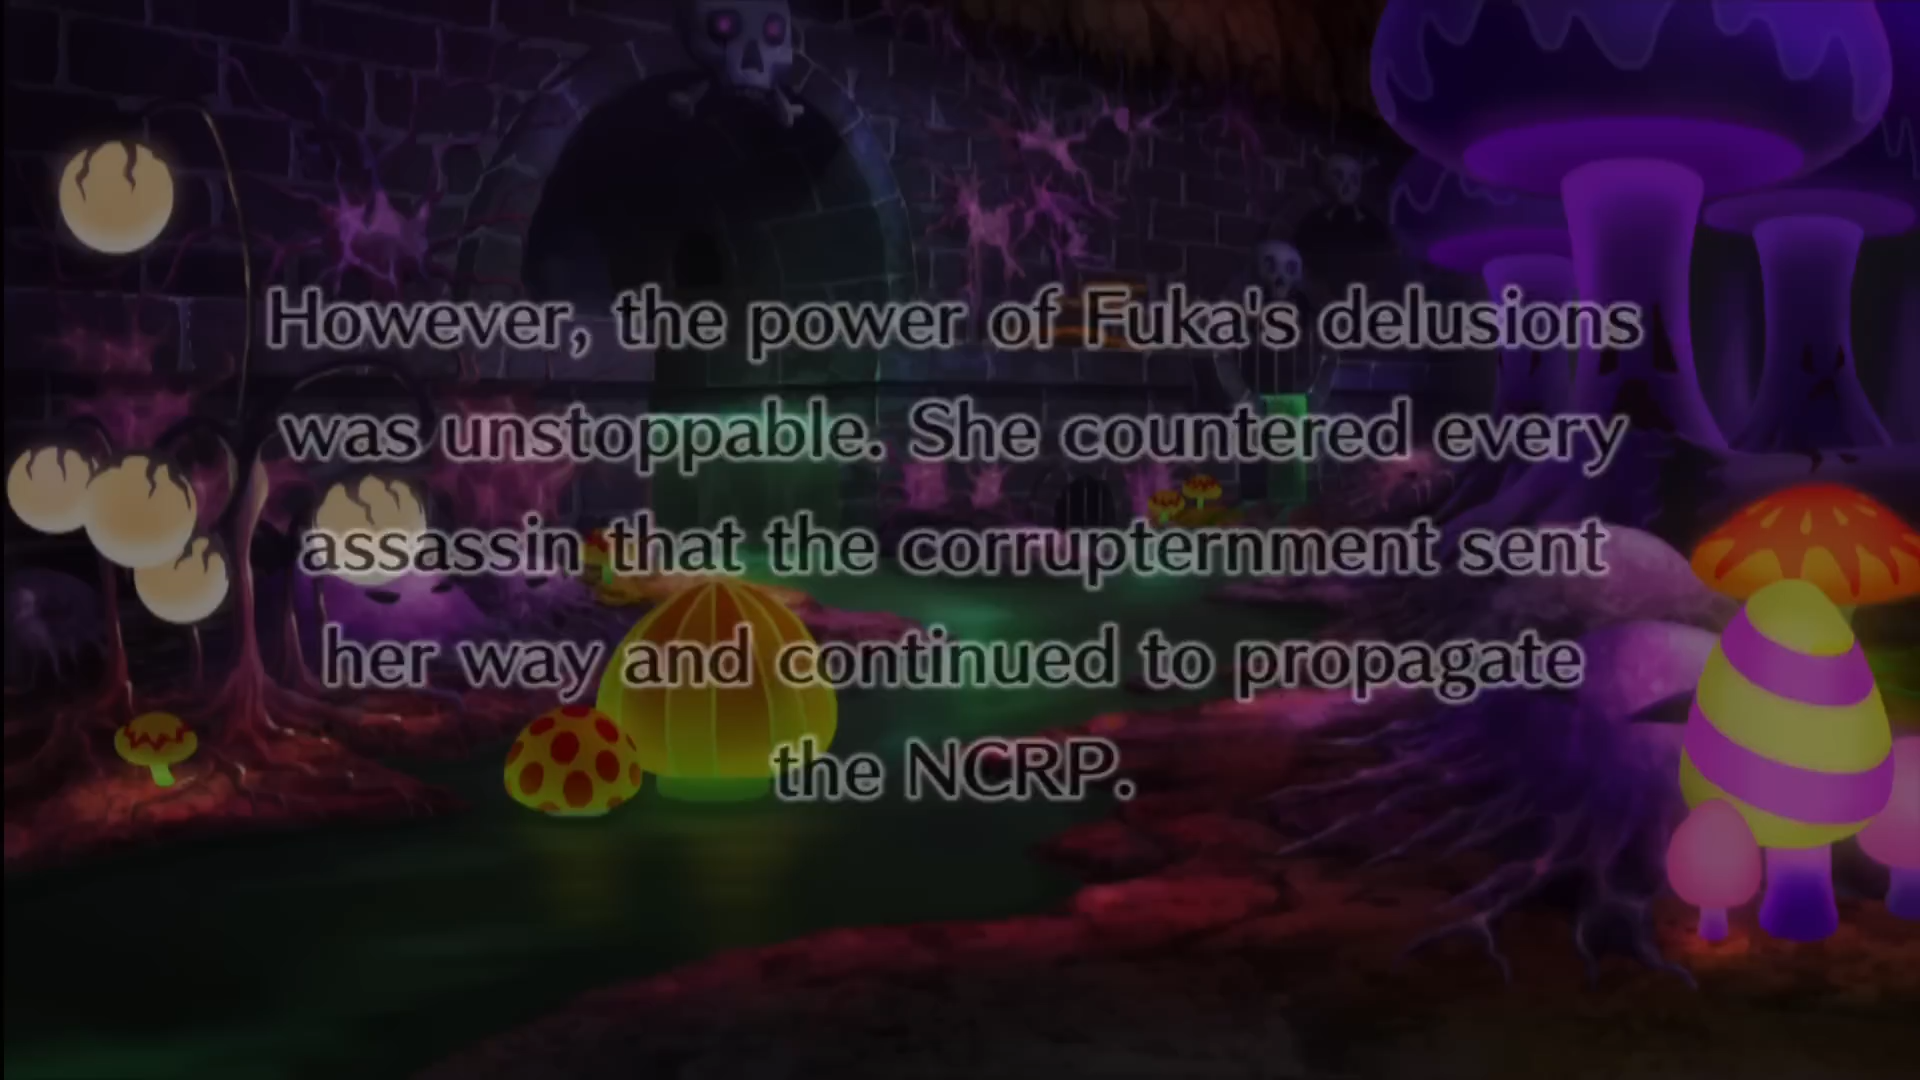 However, the power of Fuka's delusions
was unstoppable. She countered every
assassin that the corrupternment sent
her way and continued to propagate
the NCRP.